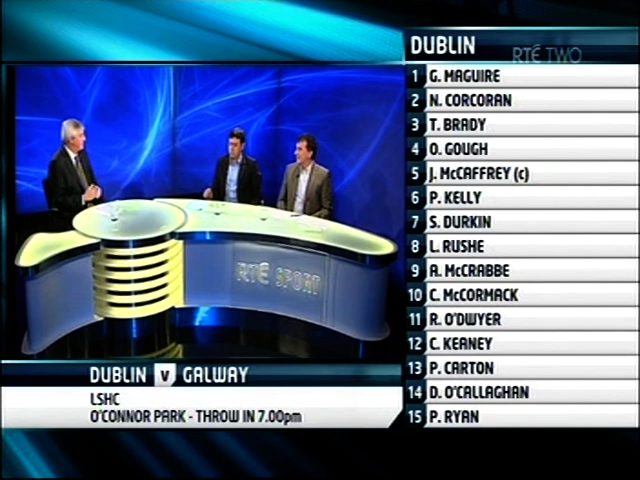 DUBLIN
RTÉ TWO
1 G. MAGUIRE
2 N. CORCORAN
3 T. BRADY
4 O. GOUGH
5 J. McCAFFREY (c)
6 P. KELLY
7 S. DURKIN
8 L. RUSHE
9 A. McCRABBE
10 C. McCORMACK
11 R. O'DWYER
12 C. KEANEY
13 P. CARTON
14 D. O'CALLAGHAN
15 P. RYAN
RTÉ SPORT
DUBLIN v GALWAY
LSHC
O'CONNOR PARK - THROW IN 7.00pm